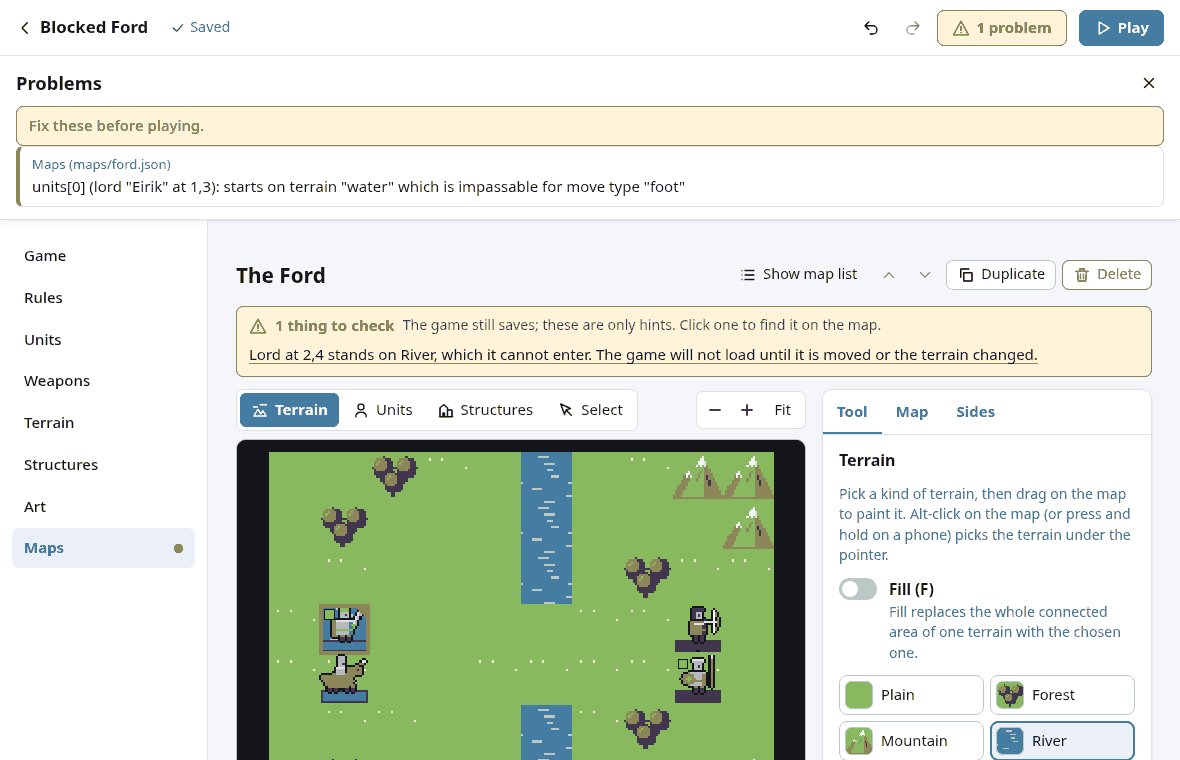 Blocked Ford
Saved
1 problem
Play
Problems
Fix these before playing.
Maps (maps/ford.json)
units[0] (lord "Eirik" at 1,3): starts on terrain "water" which is impassable for move type "foot"
Game
Rules
Units
Weapons
Terrain
Structures
Art
Maps
The Ford
Show map list
Duplicate
Delete
1 thing to check The game still saves; these are only hints. Click one to find it on the map.
Lord at 2,4 stands on River, which it cannot enter. The game will not load until it is moved or the terrain changed.
Terrain
Units
Structures
Select
Fit
Tool
Map
Sides
Terrain
Pick a kind of terrain, then drag on the map
to paint it. Alt-click on the map (or press and
hold on a phone) picks the terrain under the
pointer.
Fill (F)
Fill replaces the whole connected
area of one terrain with the chosen
one.
Plain
Forest
Mountain
River